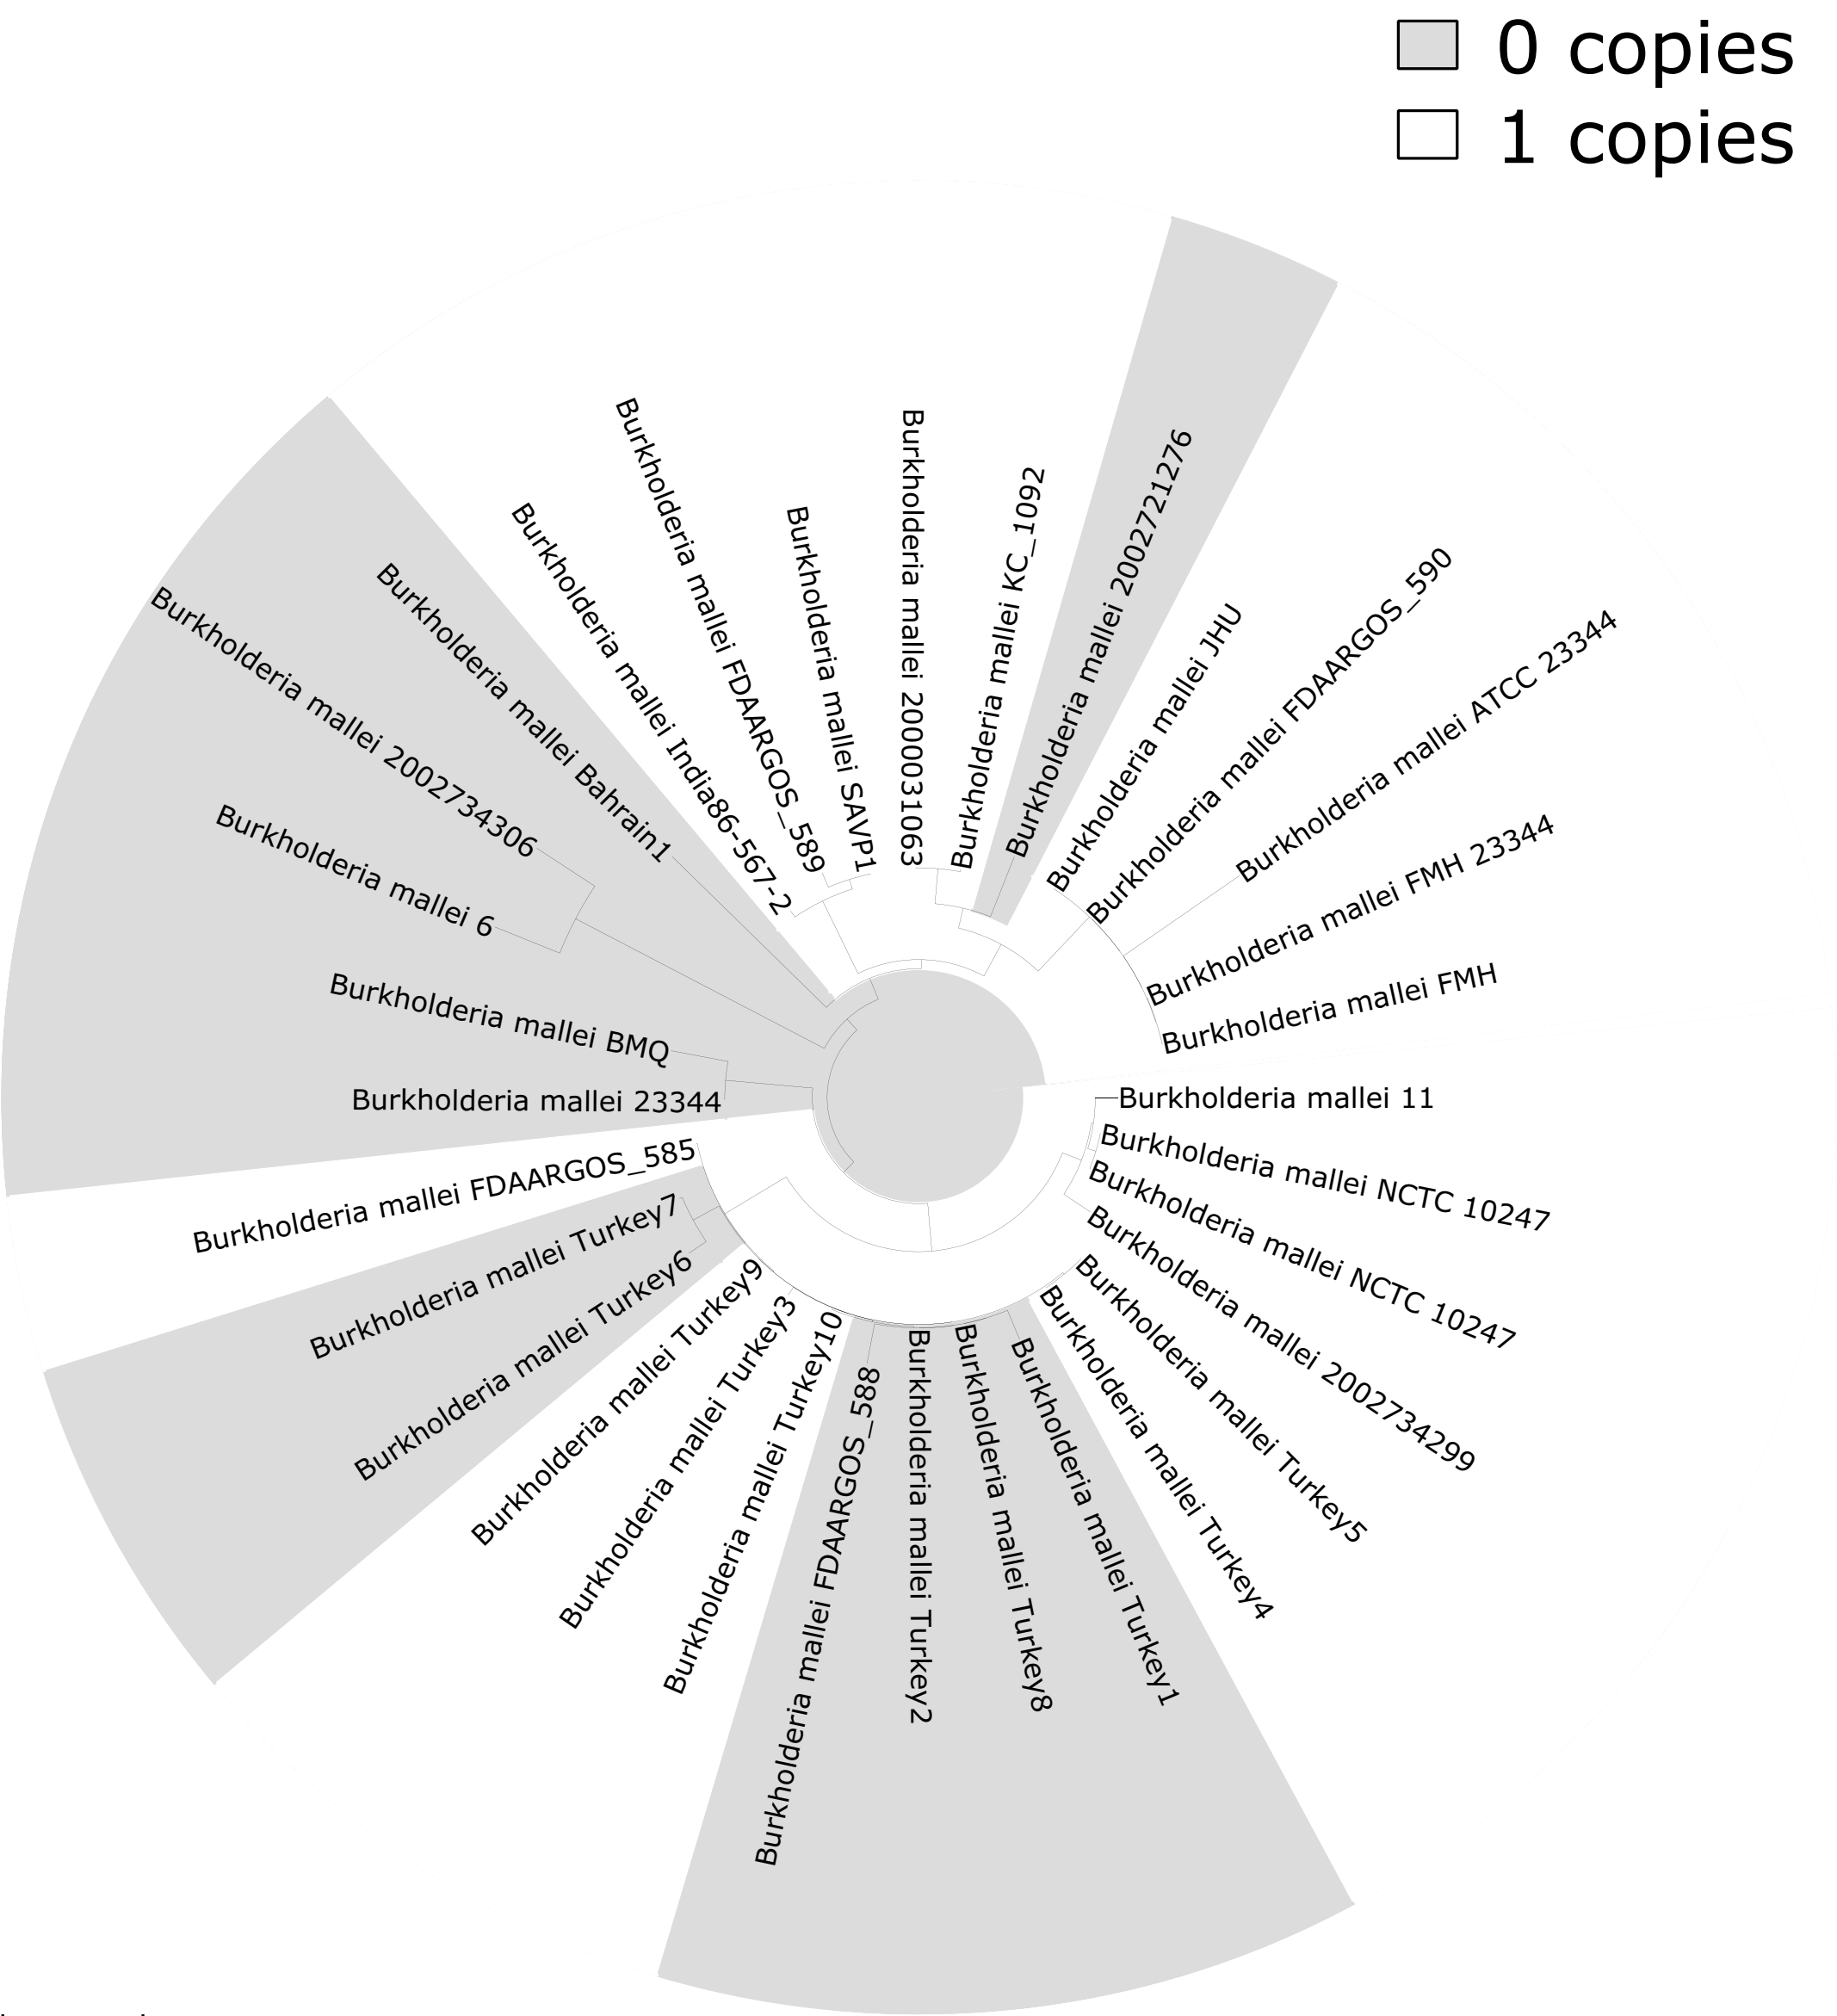 0 copies
1 copies
Burkholderia mallei 2000031063
Burkholderia mallei KC_1092
Burkholderia mallei 2002721276
Burkholderia mallei JHU
Burkholderia mallei FDAARGOS_590
Burkholderia mallei ATCC 23344
Burkholderia mallei FMH 23344
Burkholderia mallei FMH
Burkholderia mallei 11
Burkholderia mallei NCTC 10247
Burkholderia mallei NCTC 10247
Burkholderia mallei 2002734299
Burkholderia mallei Turkey5
Burkholderia mallei Turkey4
Burkholderia mallei Turkey1
Burkholderia mallei Turkey8
Burkholderia mallei Turkey2
Burkholderia mallei FDAARGOS_588
Burkholderia mallei Turkey10
Burkholderia mallei Turkey3
Burkholderia mallei Turkey9
Burkholderia mallei Turkey6
Burkholderia mallei Turkey7
Burkholderia mallei FDAARGOS_585
Burkholderia mallei 23344
Burkholderia mallei BMQ
Burkholderia mallei 6
Burkholderia mallei 2002734306
Burkholderia mallei Bahrain1
Burkholderia mallei India86-567-2
Burkholderia mallei FDAARGOS_589
Burkholderia mallei SAVP1